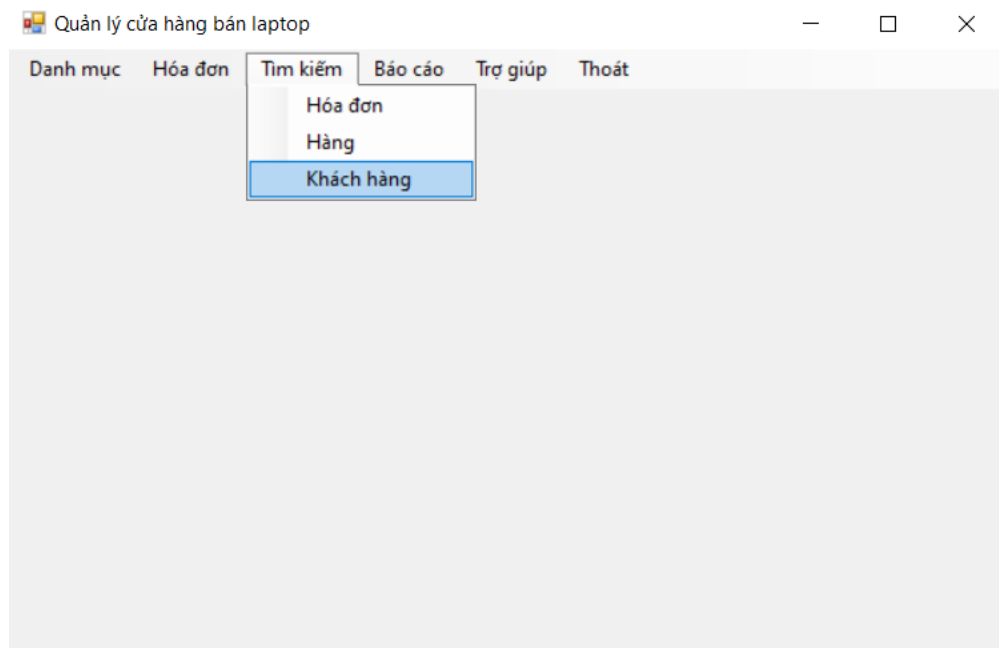 Quản lý cửa hàng bán laptop
Danh mục Hóa đơn Tìm kiếm Báo cáo Trợ giúp Thoát
Hóa đơn
Hàng
Khách hàng